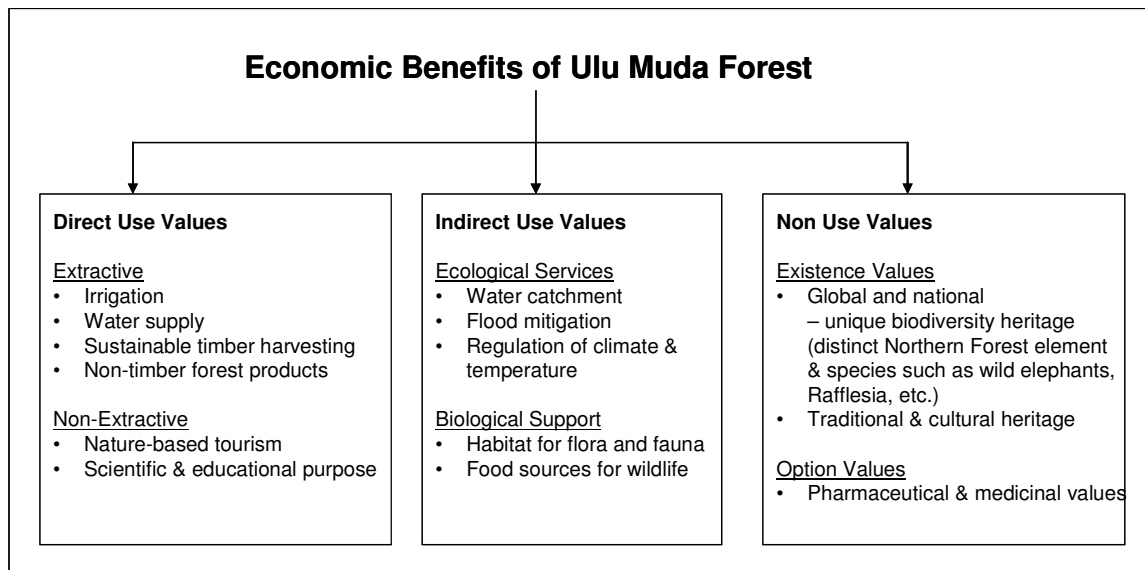 Economic Benefits of Ulu Muda Forest
Direct Use Values
Extractive
• Irrigation
• Water supply
• Sustainable timber harvesting
• Non-timber forest products
Non-Extractive
• Nature-based tourism
• Scientific & educational purpose
Indirect Use Values
Ecological Services
• Water catchment
• Flood mitigation
• Regulation of climate &
temperature
Biological Support
• Habitat for flora and fauna
• Food sources for wildlife
Non Use Values
Existence Values
• Global and national
– unique biodiversity heritage
(distinct Northern Forest element
& species such as wild elephants,
Rafflesia, etc.)
• Traditional & cultural heritage
Option Values
• Pharmaceutical & medicinal values